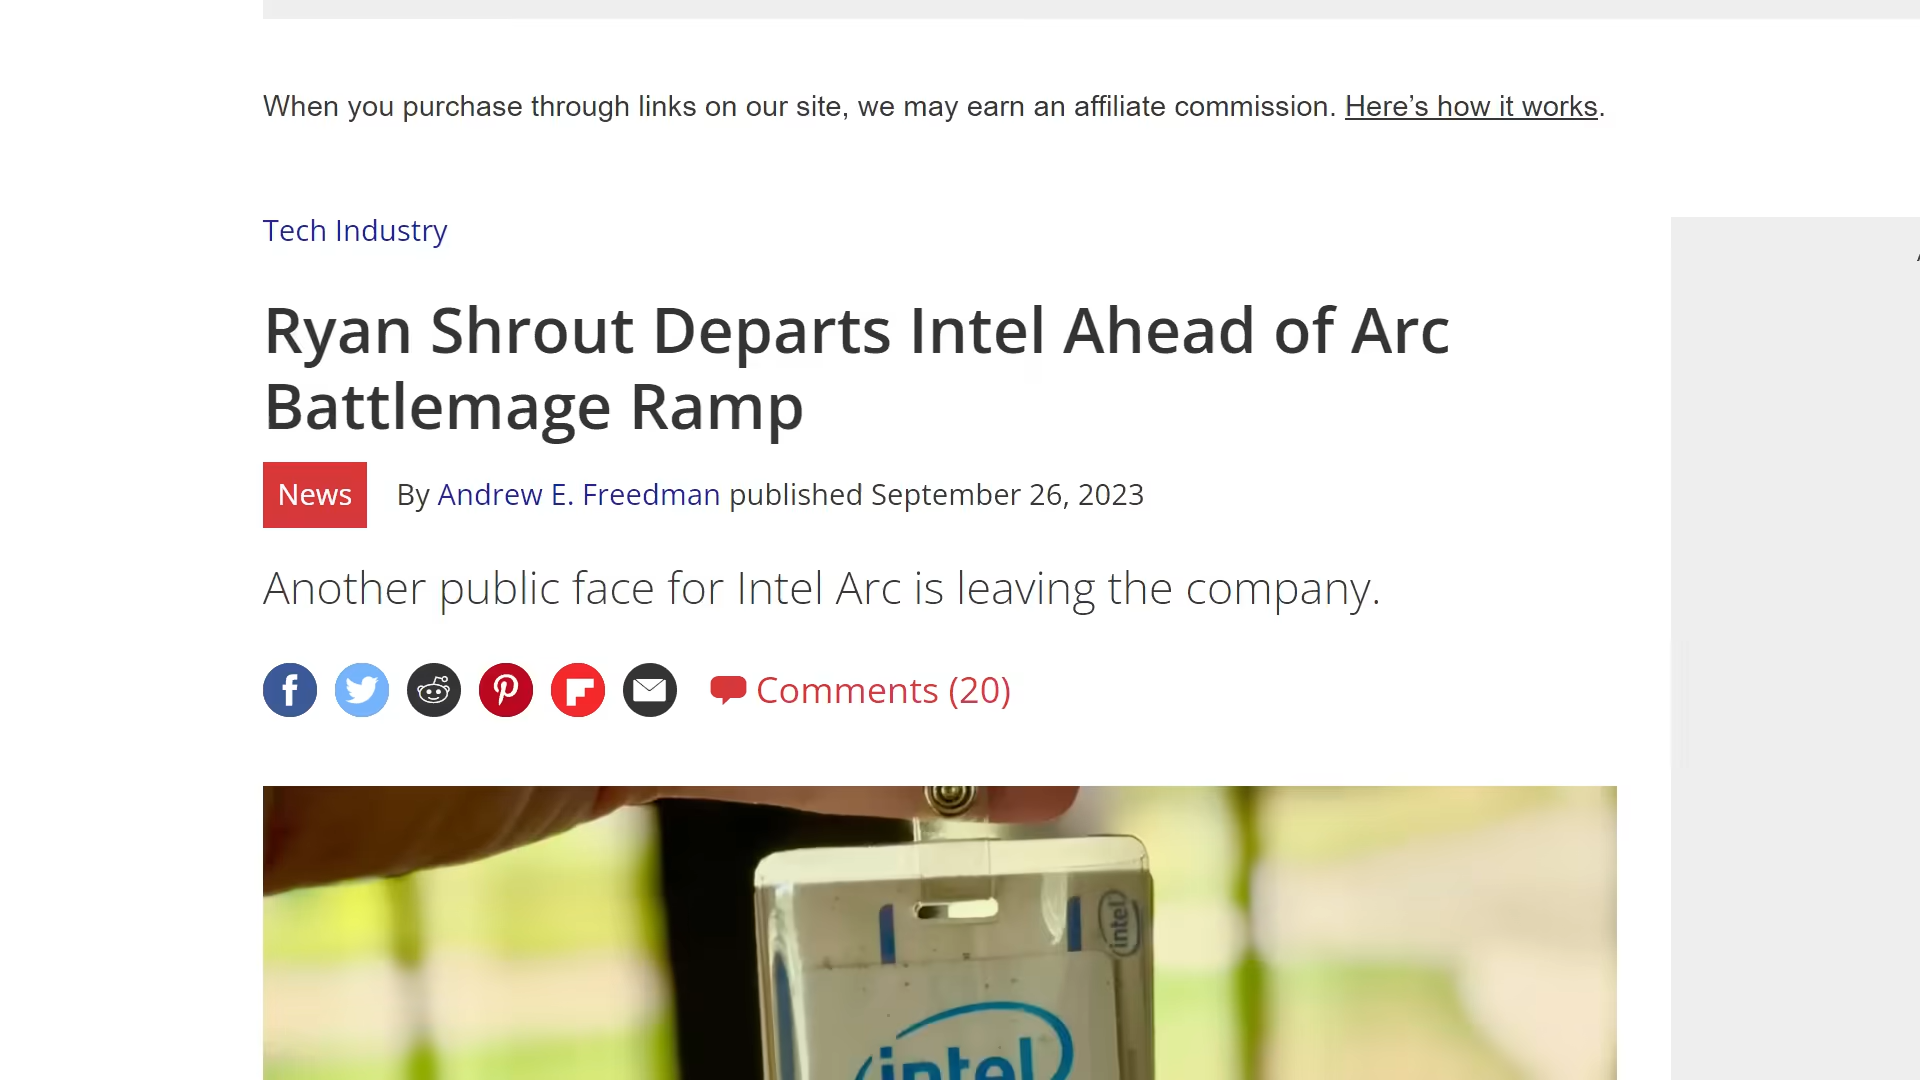 When you purchase through links on our site, we may earn an affiliate commission. Here’s how it works.
Tech Industry
Ryan Shrout Departs Intel Ahead of Arc
Battlemage Ramp
News By Andrew E. Freedman published September 26, 2023
Another public face for Intel Arc is leaving the company.
Comments (20)
intel
intel